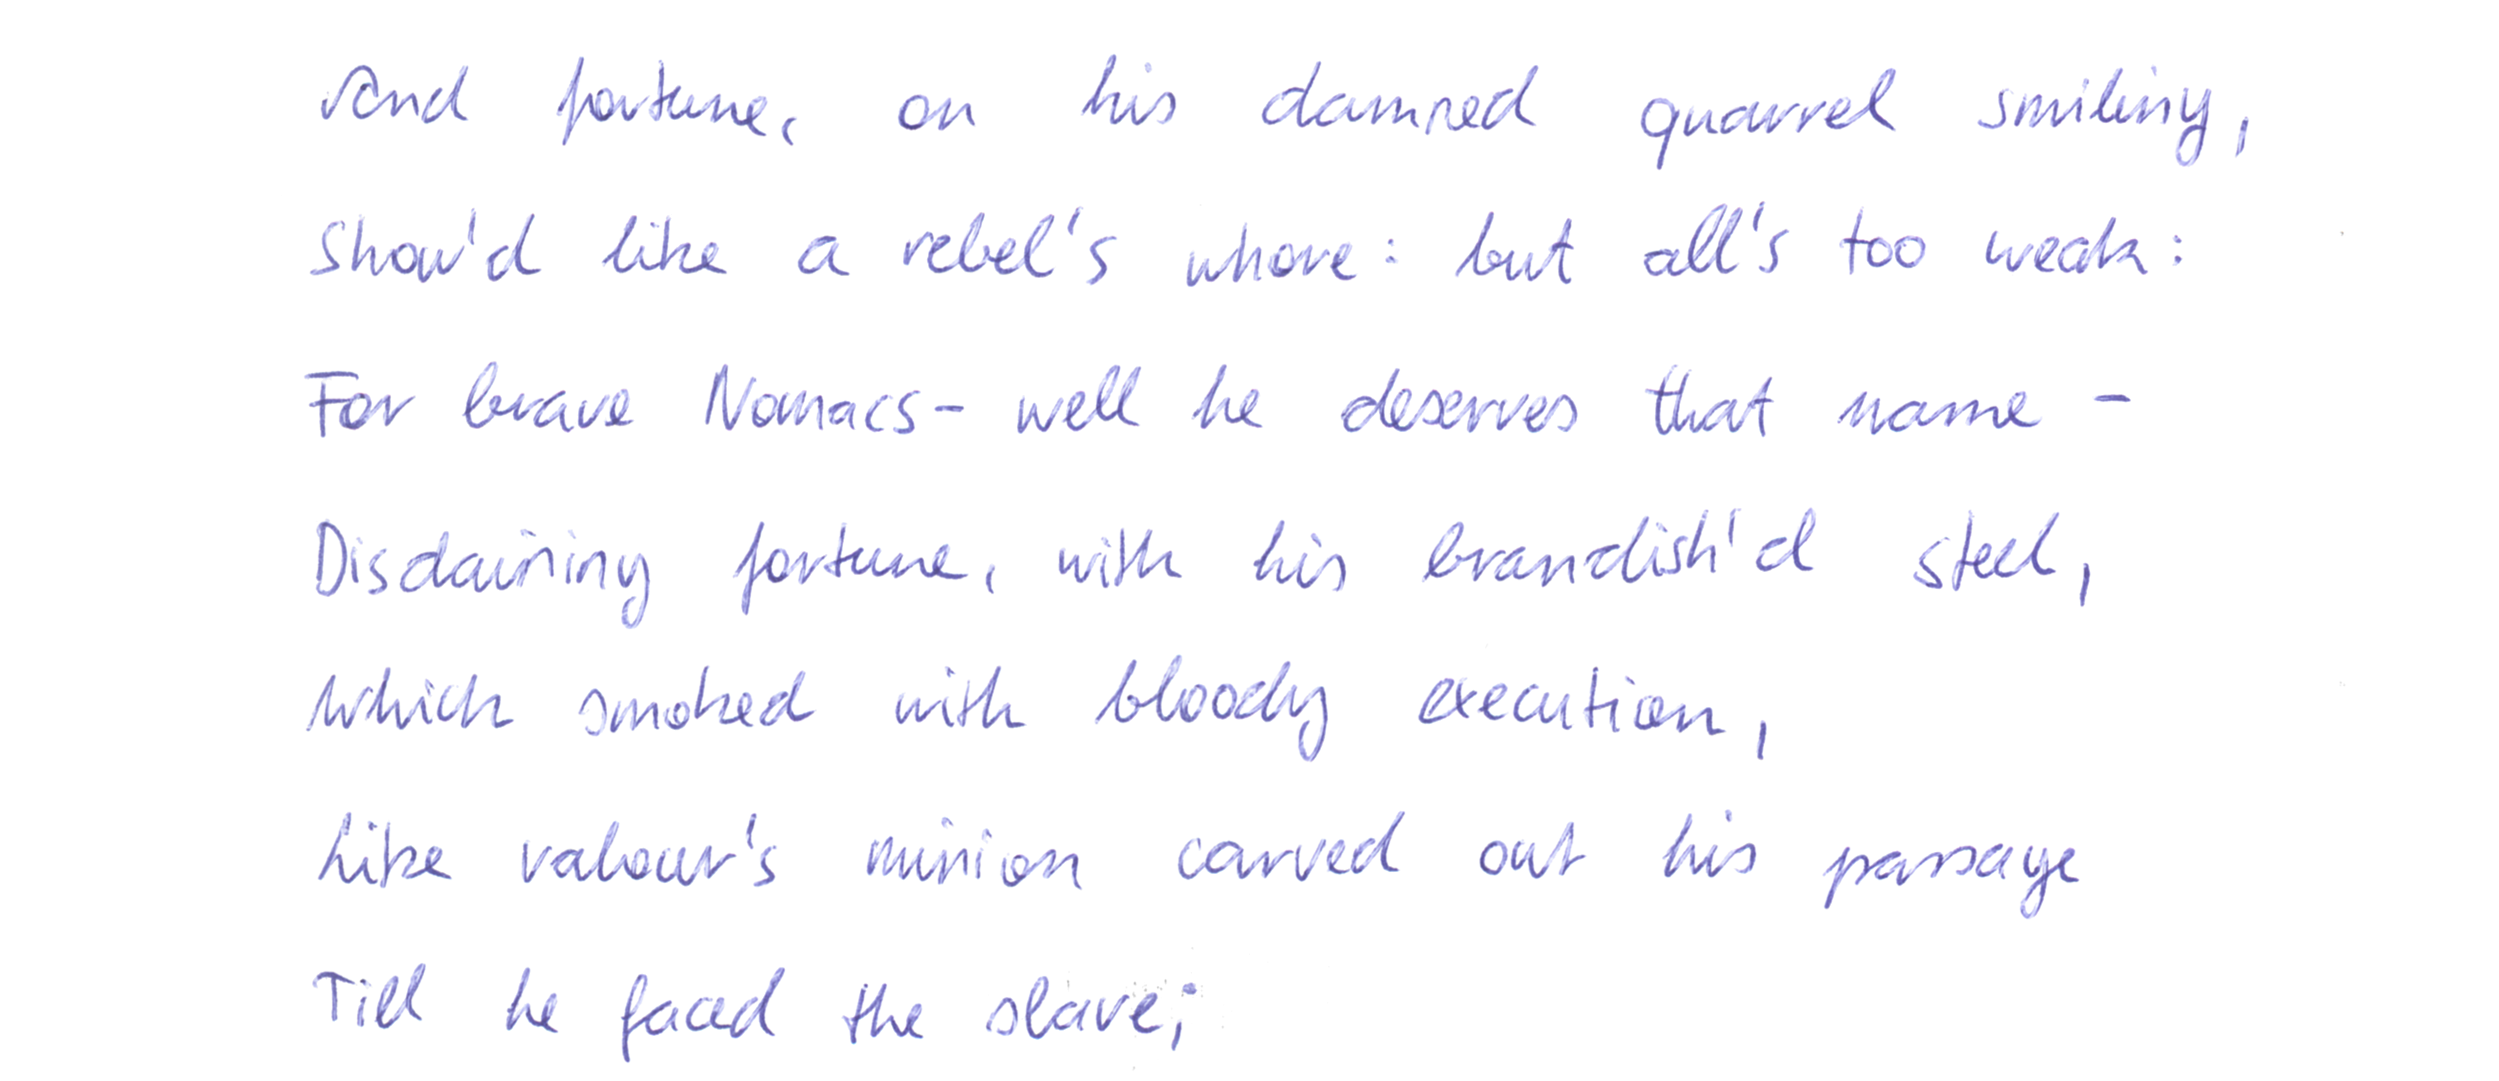 And fortune, on his damned quarrel smiling,
Show'd like a rebel's whore: but all's too weak:
For brave Nomacs- well he deserves that name -
Disdaining fortune, with his brandish'd steel,
which smoked with bloody execution,
like valour's minion carved out his passage
Till he faced the slave;